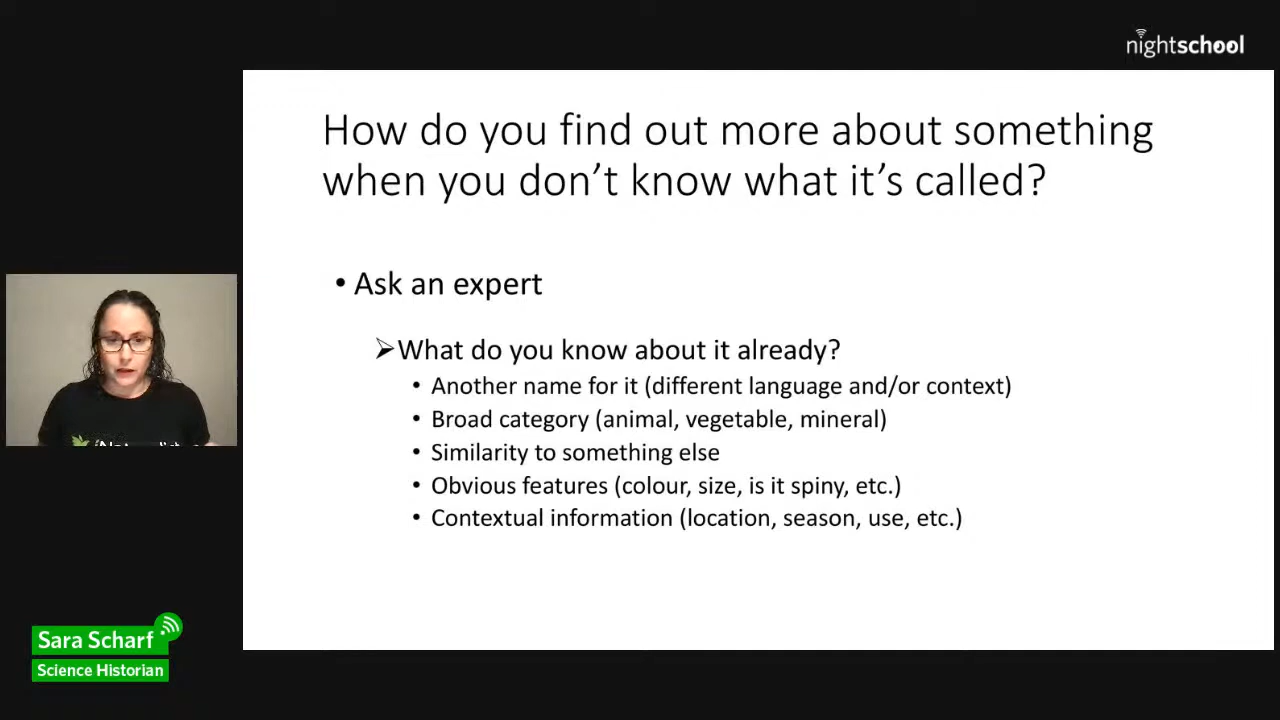 nightschool
How do you find out more about something
when you don't know what it's called?
• Ask an expert
➢What do you know about it already?
• Another name for it (different language and/or context)
• Broad category (animal, vegetable, mineral)
• Similarity to something else
• Obvious features (colour, size, is it spiny, etc.)
• Contextual information (location, season, use, etc.)
Sara Scharf
Science Historian